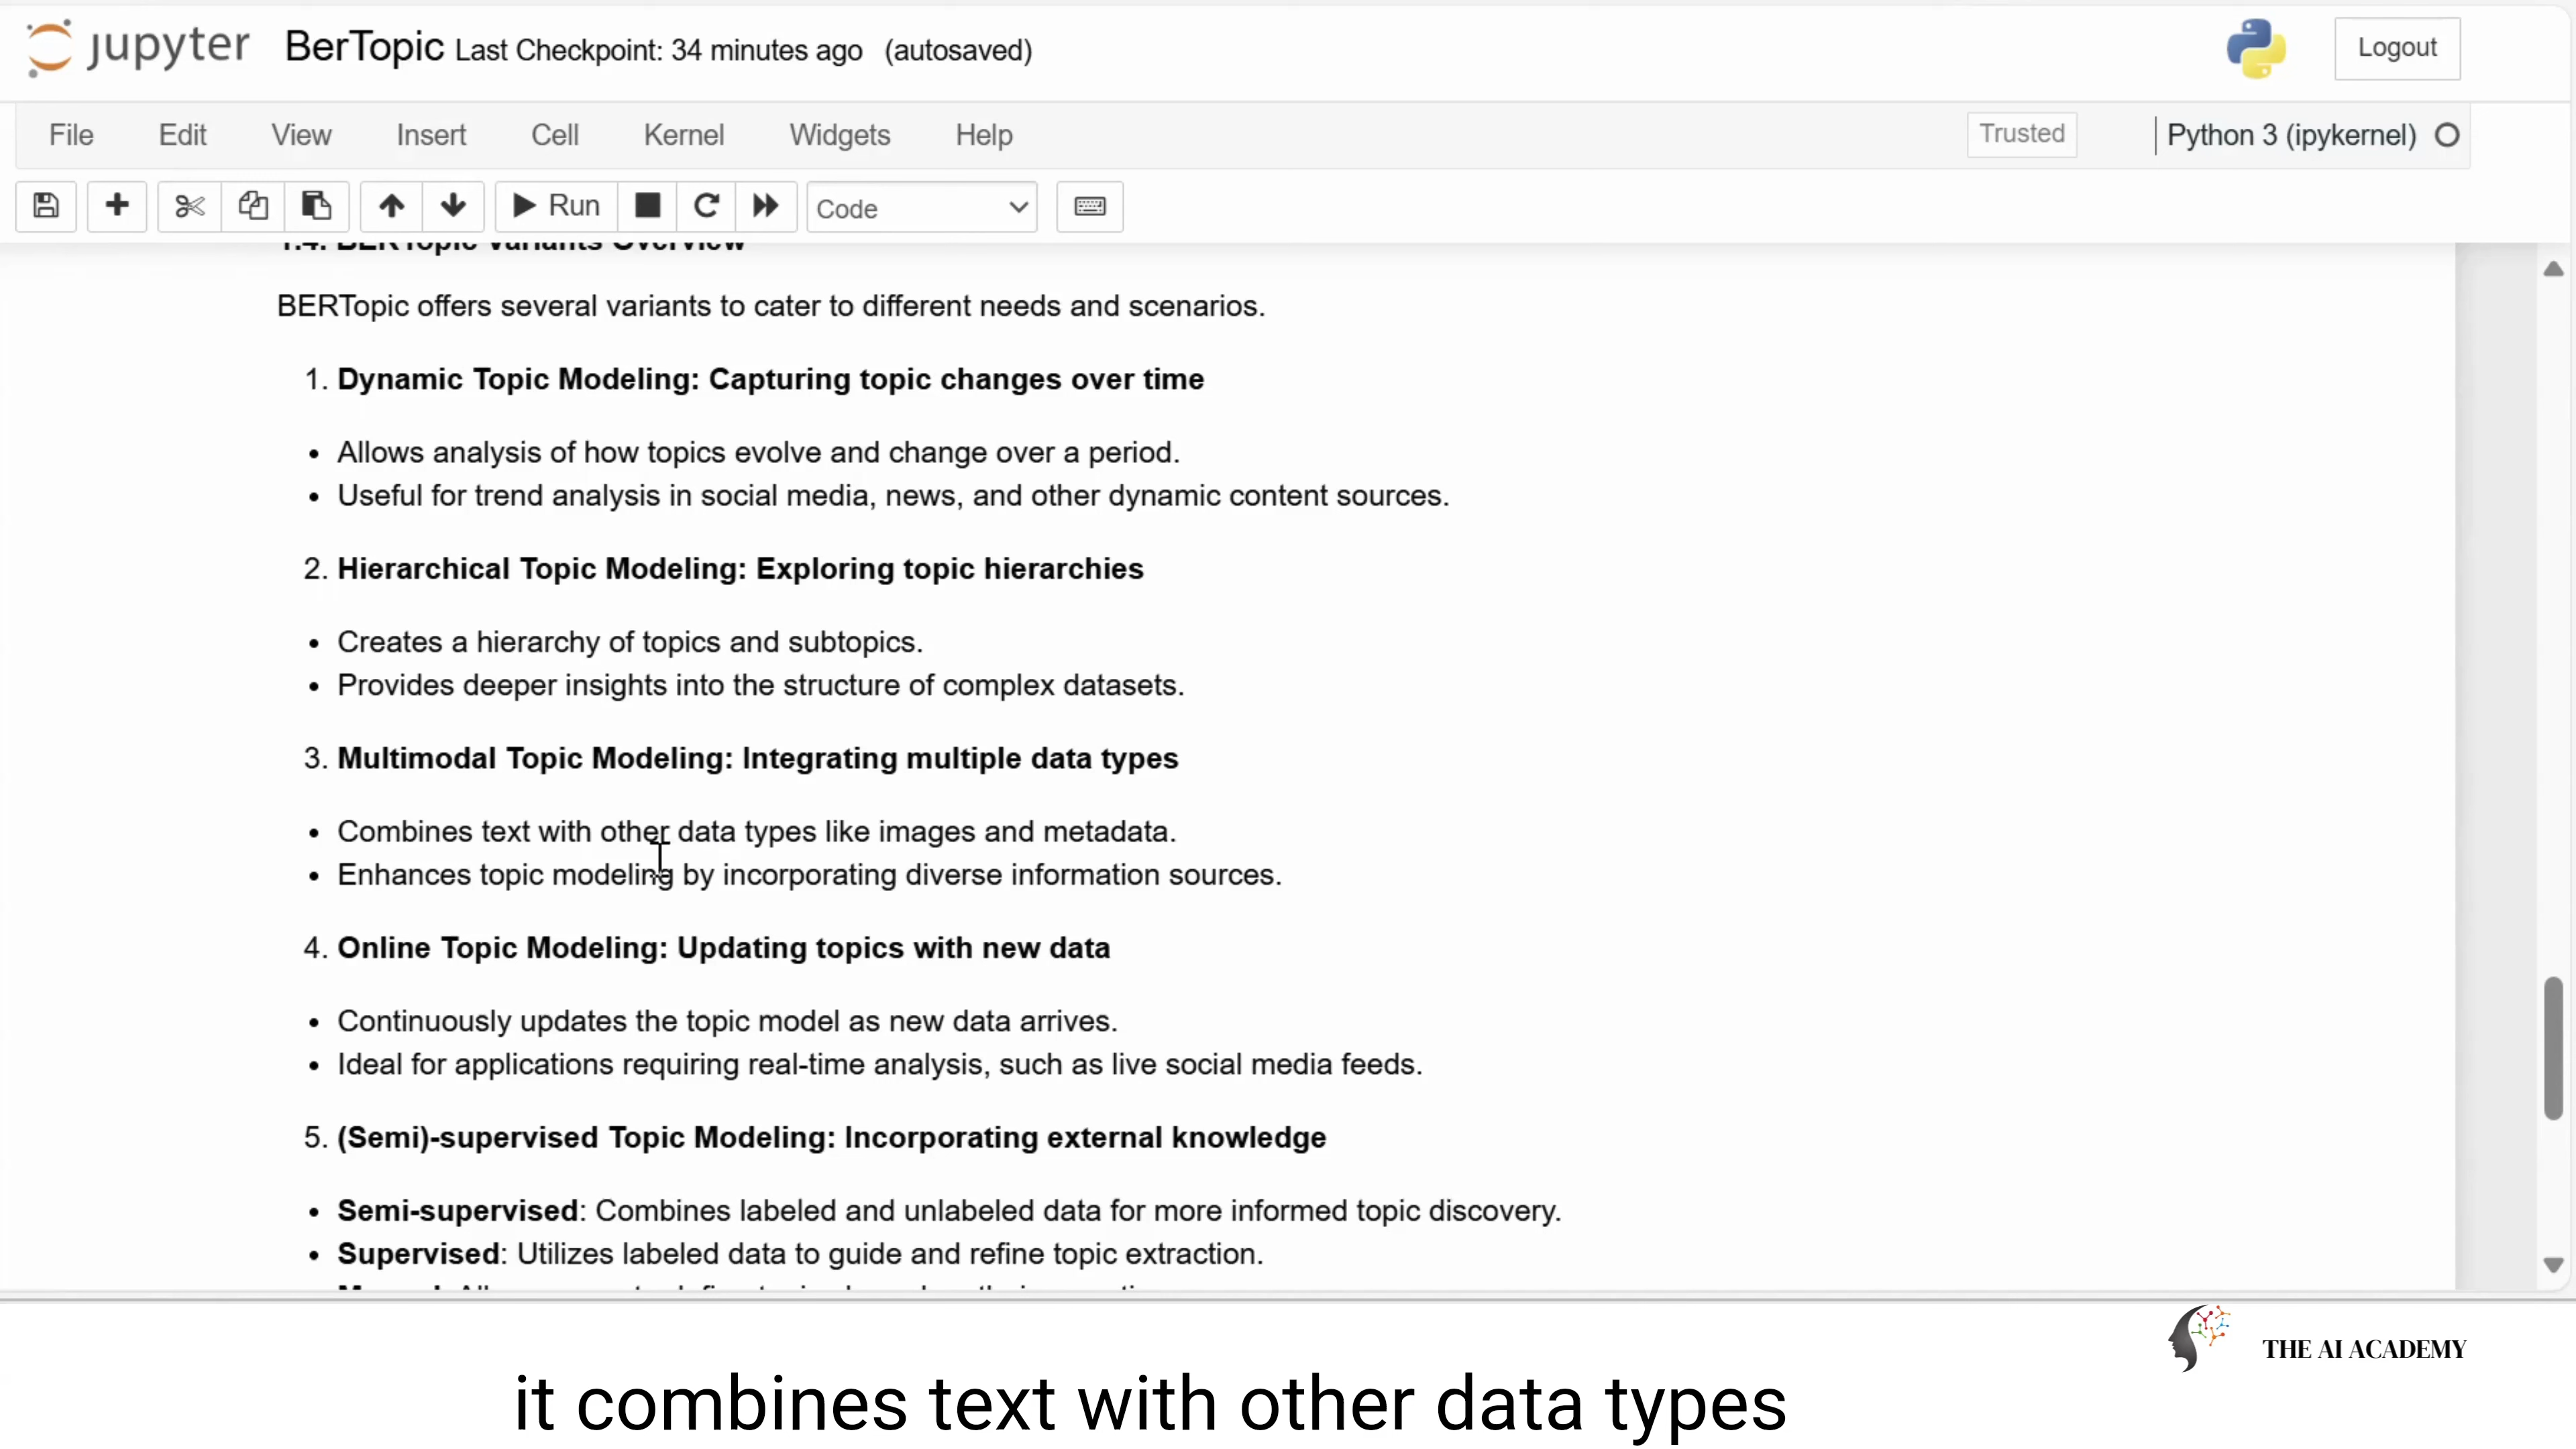 jupyter BerTopic Last Checkpoint: 34 minutes ago (autosaved)
Logout
File Edit View Insert Cell Kernel Widgets Help
Trusted
Python 3 (ipykernel)
Run
Code
1.4. BERTopic Variants Overview
BERTopic offers several variants to cater to different needs and scenarios.
1. Dynamic Topic Modeling: Capturing topic changes over time
• Allows analysis of how topics evolve and change over a period.
• Useful for trend analysis in social media, news, and other dynamic content sources.
2. Hierarchical Topic Modeling: Exploring topic hierarchies
• Creates a hierarchy of topics and subtopics.
• Provides deeper insights into the structure of complex datasets.
3. Multimodal Topic Modeling: Integrating multiple data types
• Combines text with other data types like images and metadata.
• Enhances topic modeling by incorporating diverse information sources.
4. Online Topic Modeling: Updating topics with new data
• Continuously updates the topic model as new data arrives.
• Ideal for applications requiring real-time analysis, such as live social media feeds.
5. (Semi)-supervised Topic Modeling: Incorporating external knowledge
• Semi-supervised: Combines labeled and unlabeled data for more informed topic discovery.
• Supervised: Utilizes labeled data to guide and refine topic extraction.
THE AI ACADEMY
it combines text with other data types